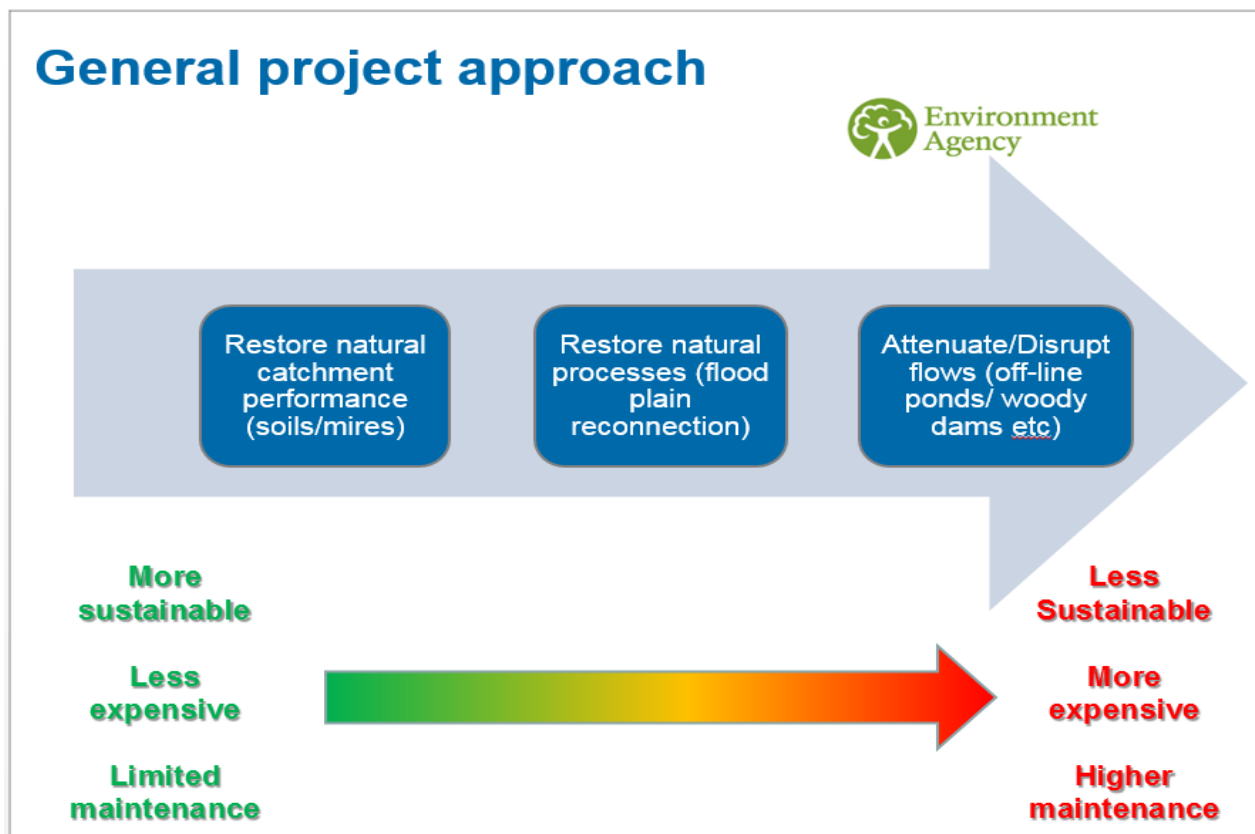 General project approach
Environment
Agency
Restore natural
catchment
performance
(soils/mires)
Restore natural
processes (flood
plain
reconnection)
Attenuate/Disrupt
flows (off-line
ponds/ woody
dams etc)
More
sustainable
Less
Sustainable
Less
expensive
More
expensive
Limited
maintenance
Higher
maintenance